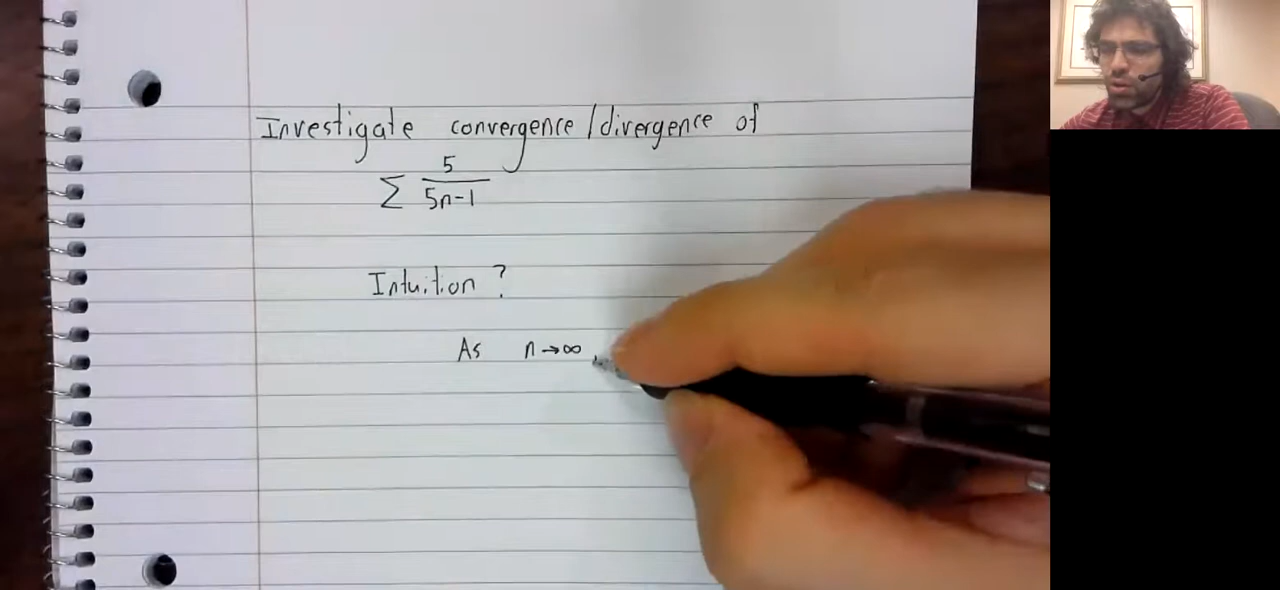 Investigate convergence/divergence of
∑ 5/(5n-1)
Intuition ?
As n→∞,